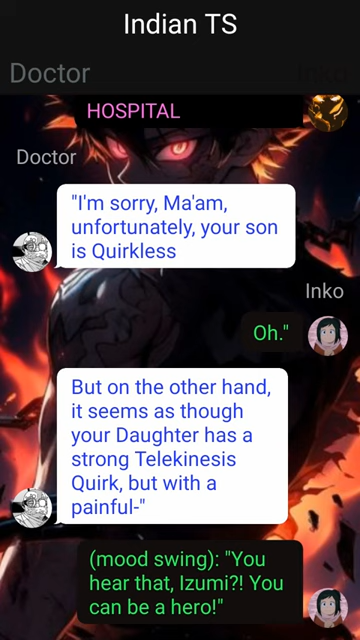 Indian TS
Doctor
Inko
HOSPITAL
Doctor
"I'm sorry, Ma'am,
unfortunately, your son
is Quirkless
Inko
Oh."
But on the other hand,
it seems as though
your Daughter has a
strong Telekinesis
Quirk, but with a
painful-"
(mood swing): "You
hear that, Izumi?! You
can be a hero!"